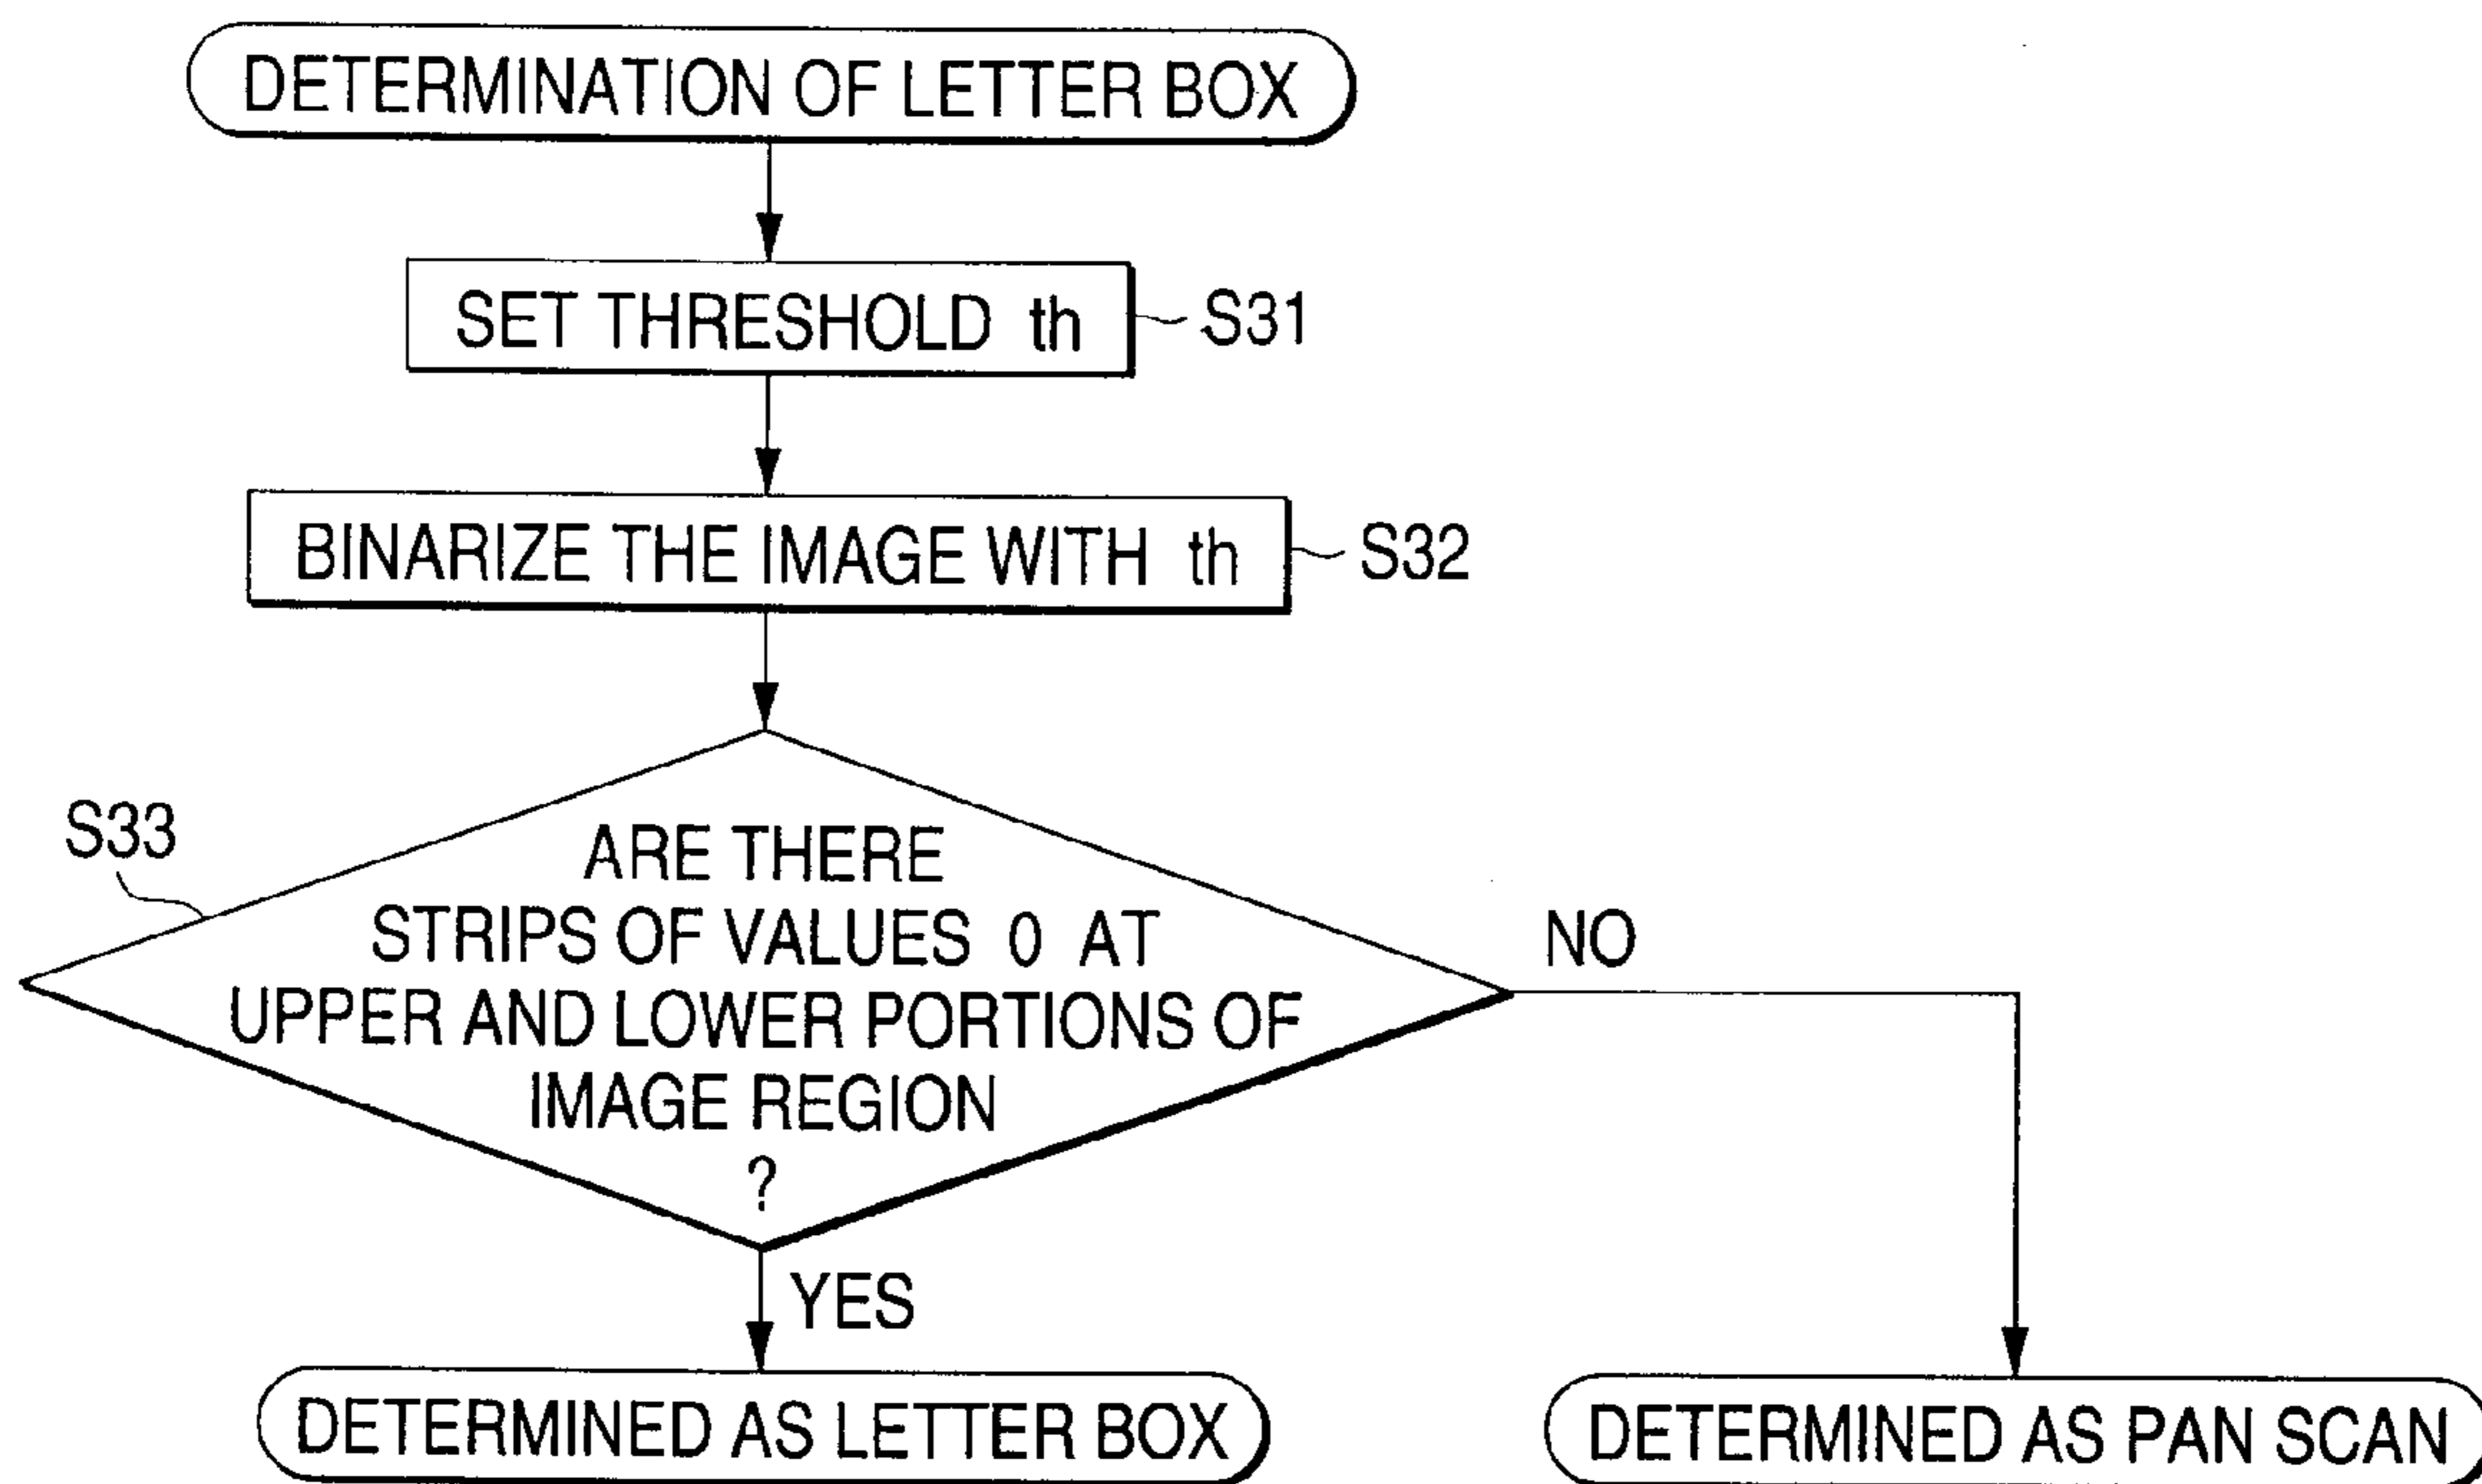 DETERMINATION OF LETTER BOX
SET THRESHOLD th
S31
BINARIZE THE IMAGE WITH th
S32
S33
ARE THERE
STRIPS OF VALUES 0 AT
UPPER AND LOWER PORTIONS OF
IMAGE REGION
?
NO
YES
DETERMINED AS LETTER BOX
DETERMINED AS PAN SCAN